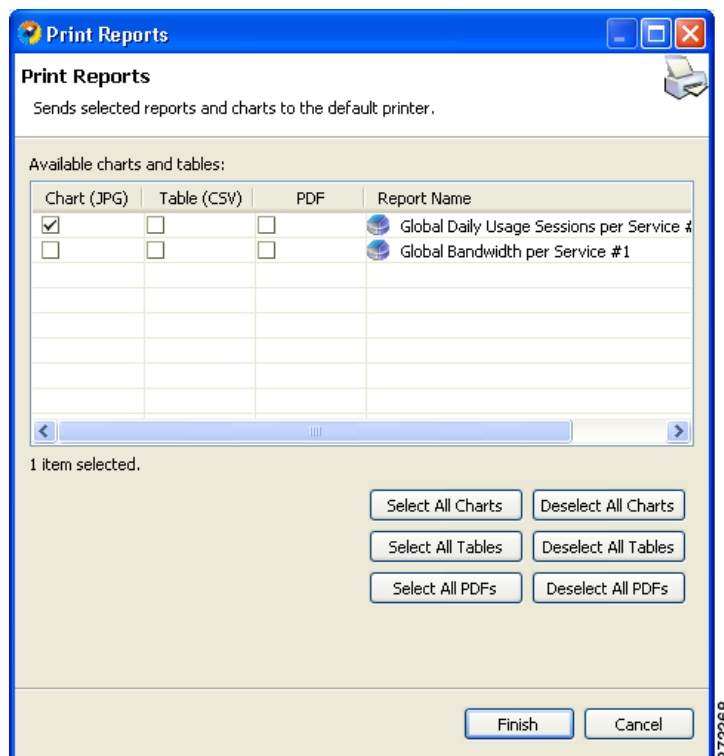 Print Reports
Print Reports
Sends selected reports and charts to the default printer.
Available charts and tables:
Chart (JPG) Table (CSV) PDF Report Name
Global Daily Usage Sessions per Service #
Global Bandwidth per Service #1
1 item selected.
Select All Charts Deselect All Charts
Select All Tables Deselect All Tables
Select All PDFs Deselect All PDFs
Finish Cancel